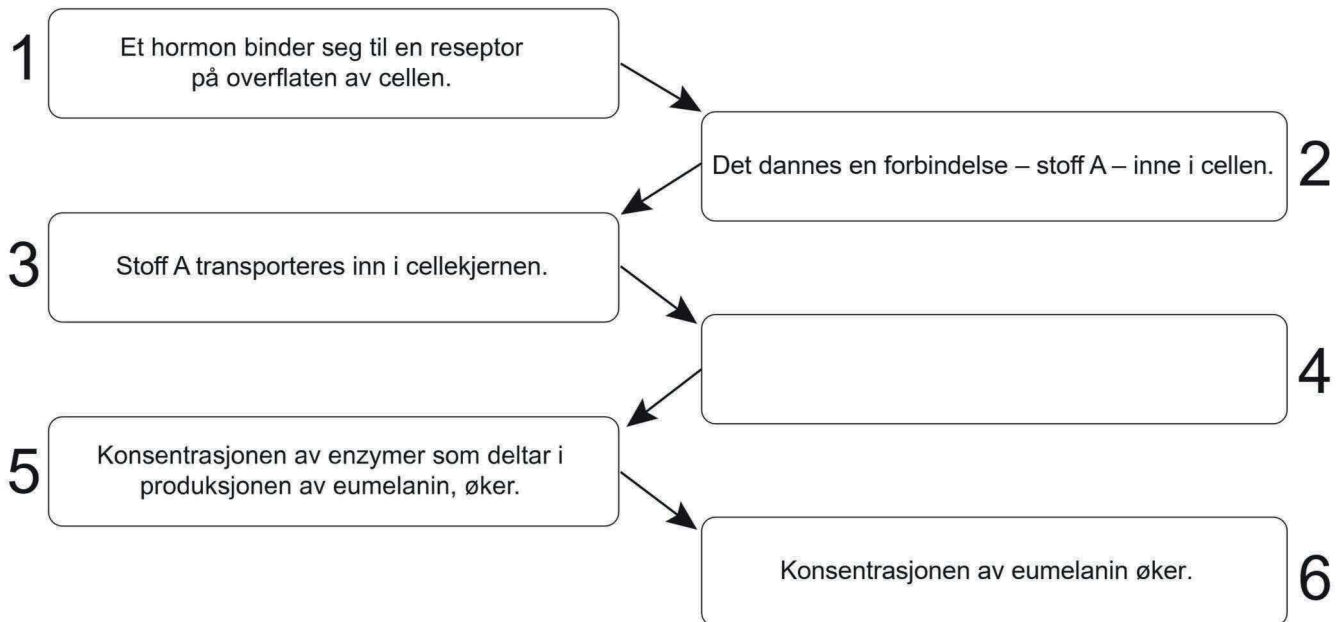 1
Et hormon binder seg til en reseptor
på overflaten av cellen.
Det dannes en forbindelse – stoff A – inne i cellen.
2
3
Stoff A transporteres inn i cellekjernen.
4
5
Konsentrasjonen av enzymer som deltar i
produksjonen av eumelanin, øker.
Konsentrasjonen av eumelanin øker.
6